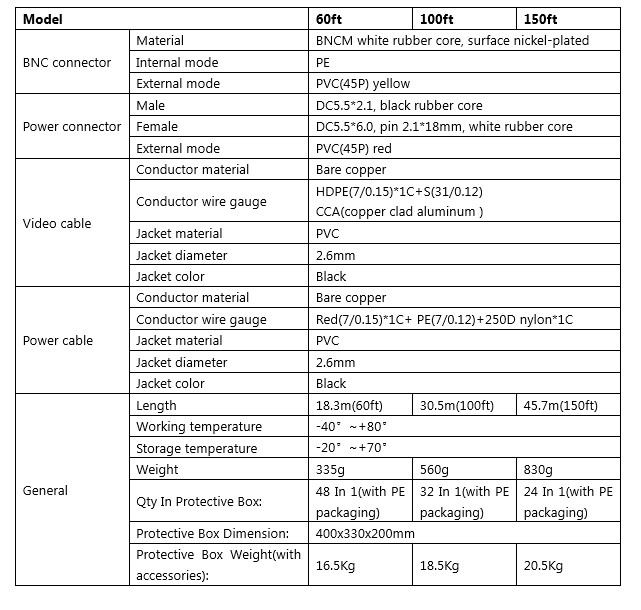 Model 60ft 100ft 150ft
BNC connector
Material BNCM white rubber core, surface nickel-plated
Internal mode PE
External mode PVC(45P) yellow
Power connector
Male DC5.5*2.1, black rubber core
Female DC5.5*6.0, pin 2.1*18mm, white rubber core
External mode PVC(45P) red
Video cable
Conductor material Bare copper
Conductor wire gauge
HDPE(7/0.15)*1C+S(31/0.12)
CCA(copper clad aluminum )
Jacket material PVC
Jacket diameter 2.6mm
Jacket color Black
Power cable
Conductor material Bare copper
Conductor wire gauge Red(7/0.15)*1C+ PE(7/0.12)+250D nylon*1C
Jacket material PVC
Jacket diameter 2.6mm
Jacket color Black
General
Length 18.3m(60ft) 30.5m(100ft) 45.7m(150ft)
Working temperature -40° ~+80°
Storage temperature -20° ~+70°
Weight 335g 560g 830g
Qty In Protective Box:
48 In 1(with PE
packaging)
32 In 1(with PE
packaging)
24 In 1(with PE
packaging)
Protective Box Dimension: 400x330x200mm
Protective Box Weight(with
accessories):
16.5Kg 18.5Kg 20.5Kg